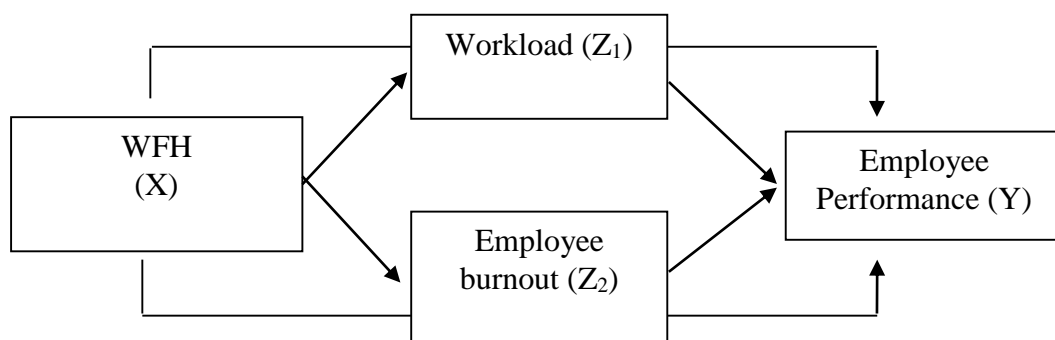 Workload (Z₁)
WFH
(X)
Employee
Performance (Y)
Employee
burnout (Z₂)